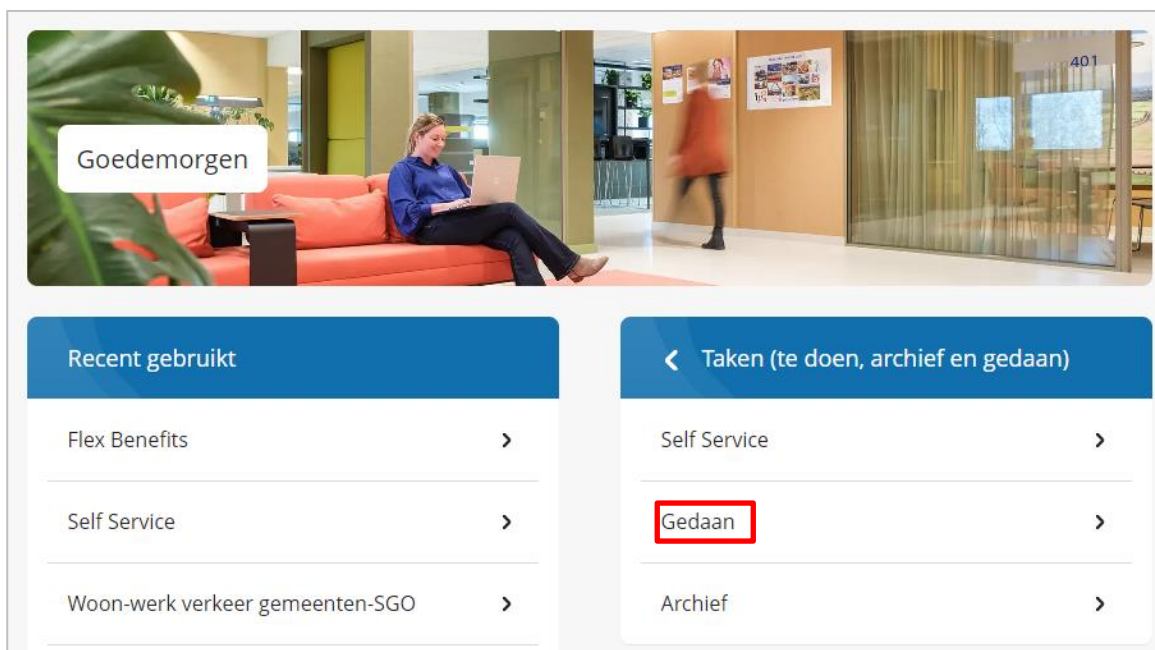 Goedemorgen
401
Recent gebruikt
Flex Benefits
Self Service
Woon-werk verkeer gemeenten-SGO
Taken (te doen, archief en gedaan)
Self Service
Gedaan
Archief